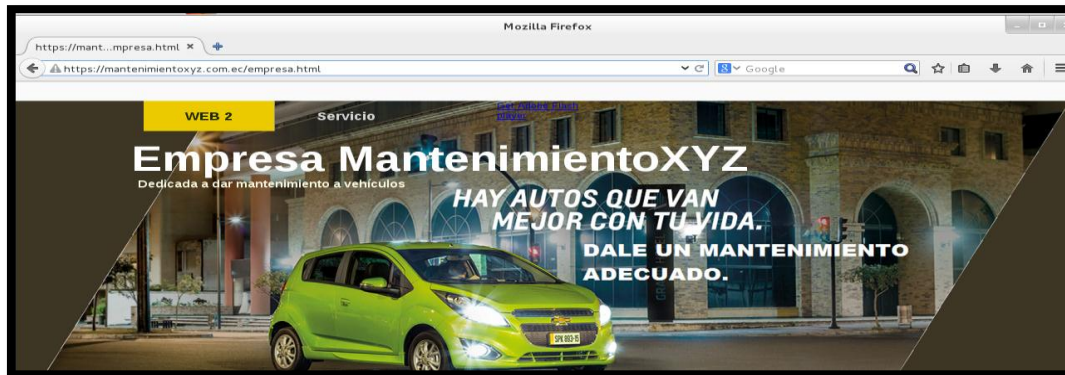 Mozilla Firefox
https://mant...mpresa.html
https://mantenimientoxyz.com.ec/empresa.html
Google
WEB 2
Servicio
Get Adobe Flash
player
Empresa MantenimientoXYZ
Dedicada a dar mantenimiento a vehículos
HAY AUTOS QUE VAN
MEJOR CON TU VIDA.
DALE UN MANTENIMIENTO
ADECUADO.